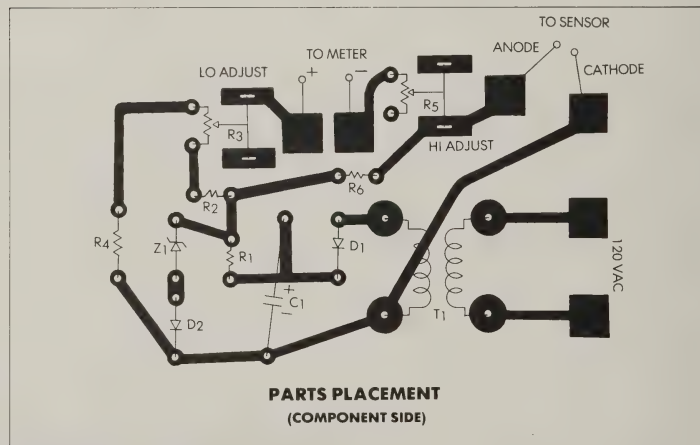 TO SENSOR
ANODE
CATHODE
TO METER
+
−
LO ADJUST
R3
R5
HI ADJUST
R6
R2
R4
Z1
R1
D1
+
C1
−
D2
T1
120 VAC
PARTS PLACEMENT
(COMPONENT SIDE)